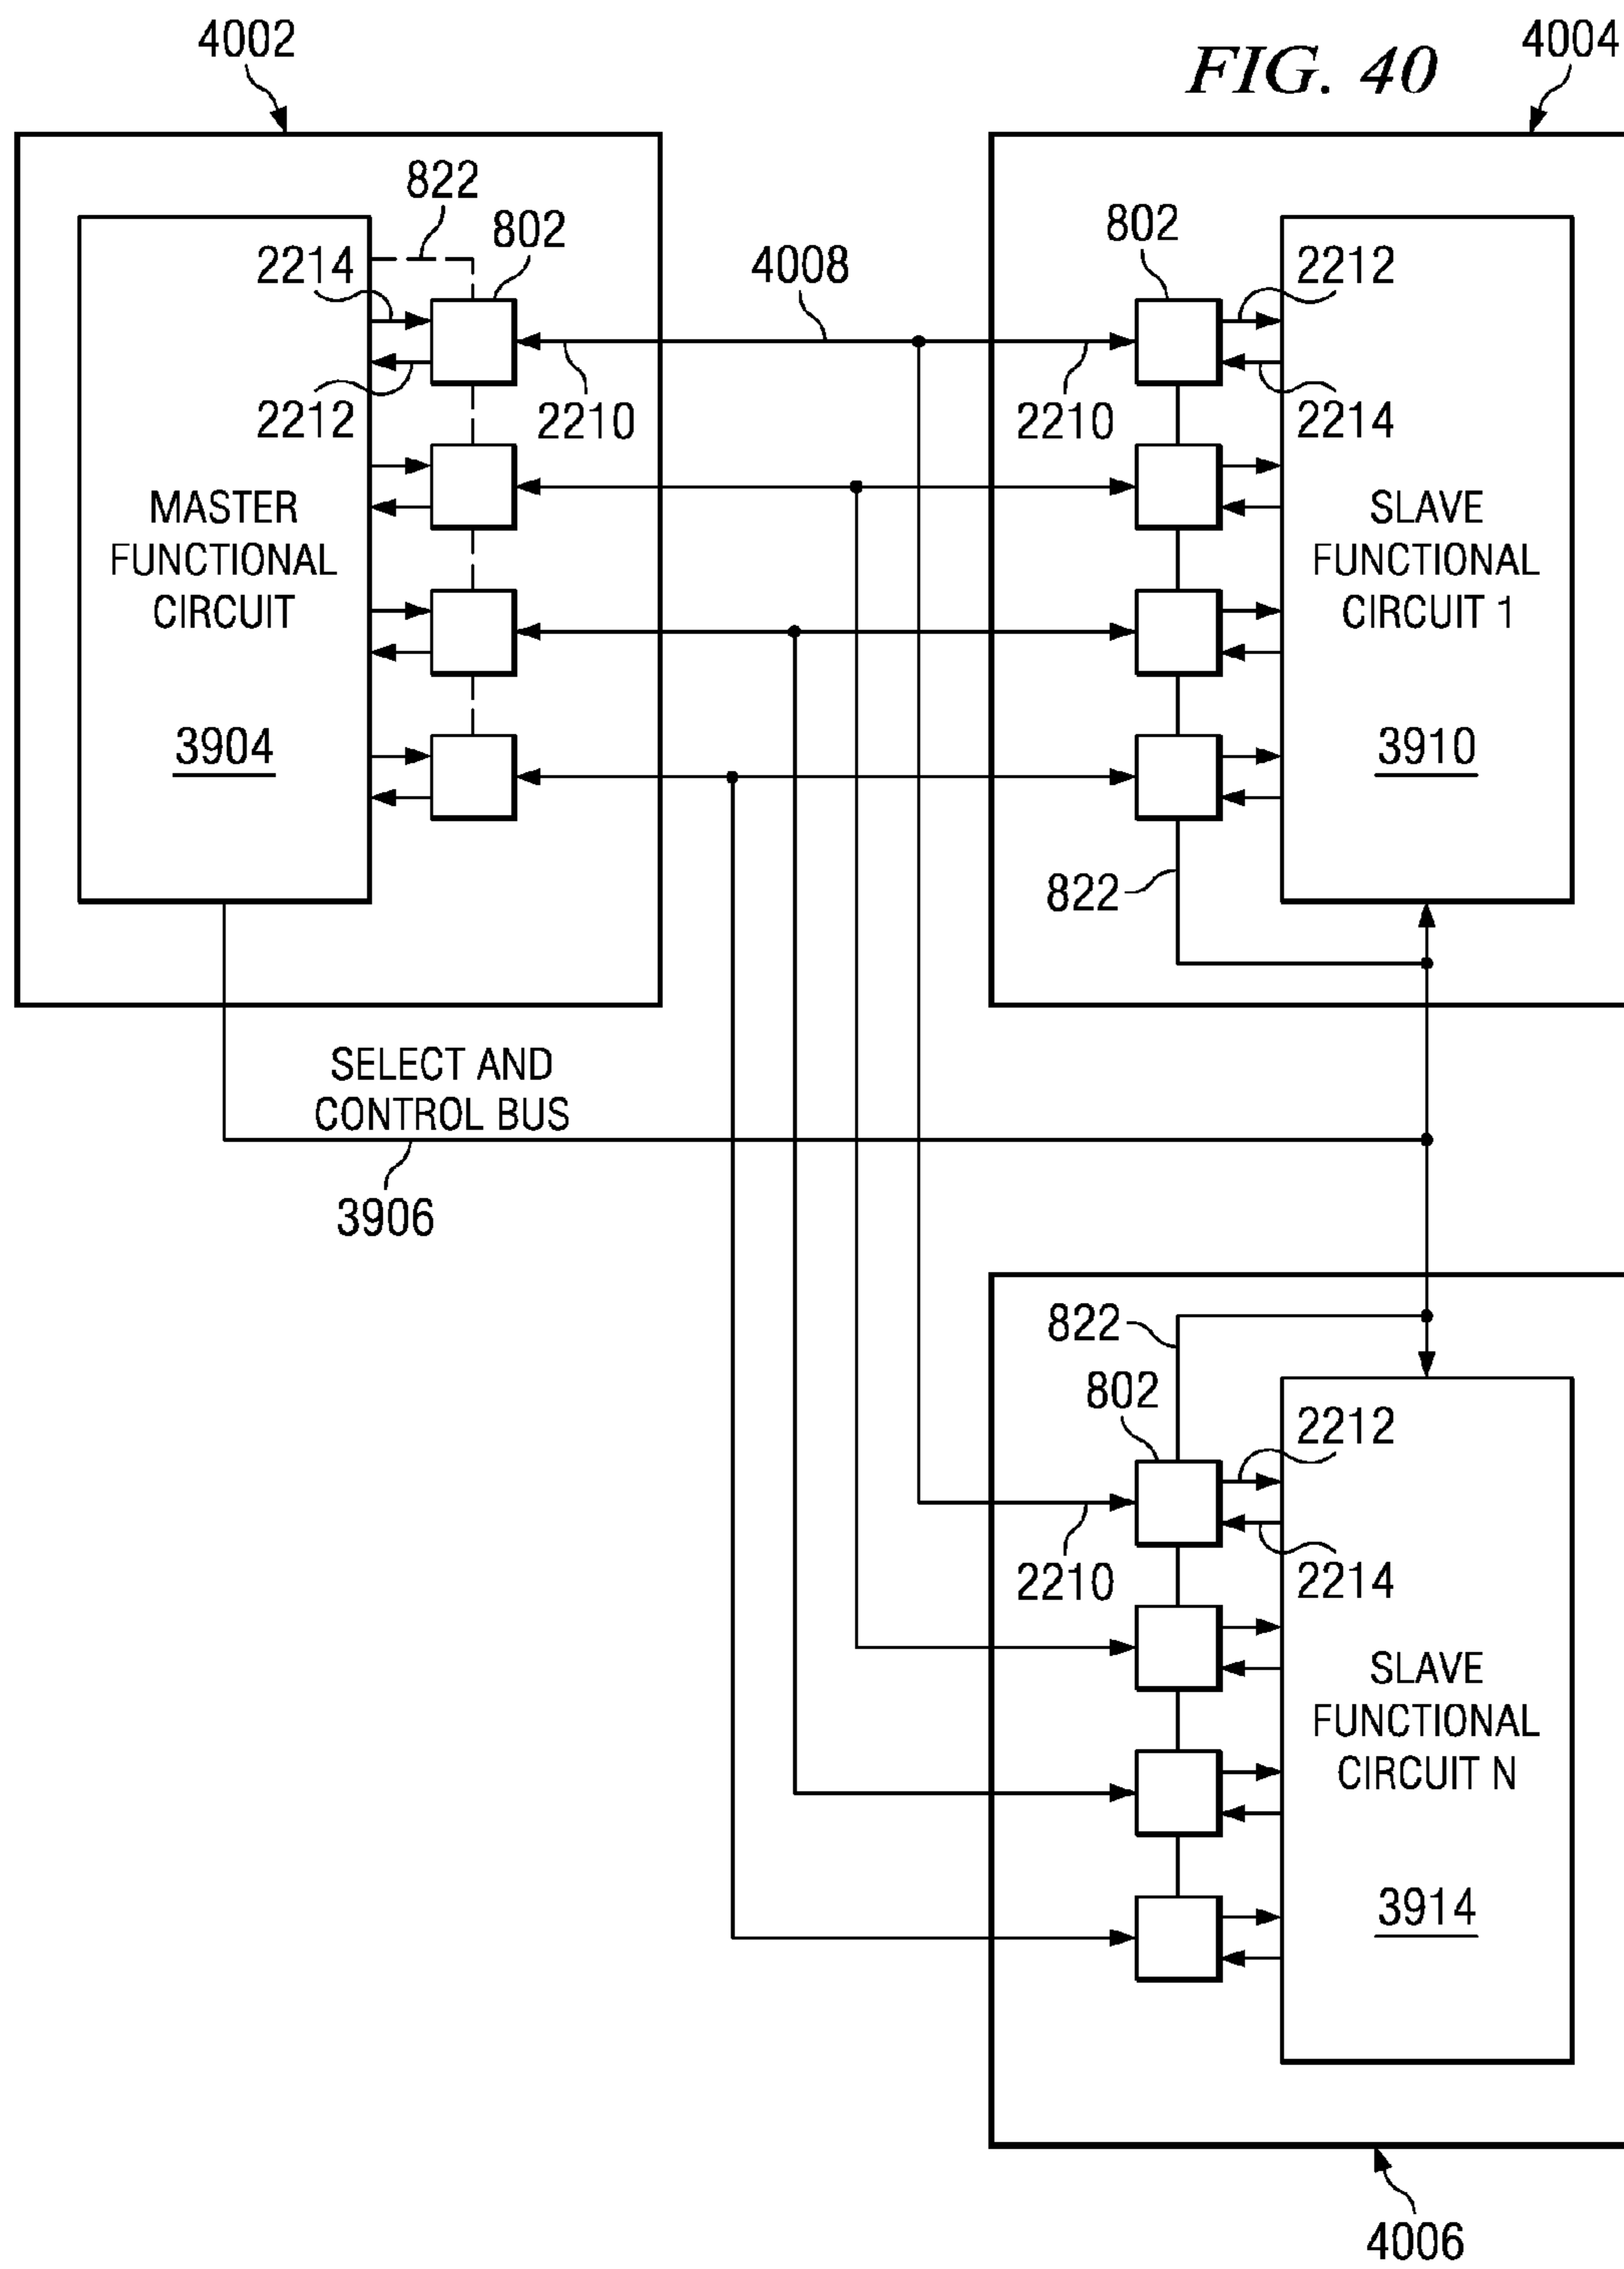 4002
FIG. 40
4004
822
802
2214
2212
2210
4008
MASTER
FUNCTIONAL
CIRCUIT
3904
802
2212
2214
2210
SLAVE
FUNCTIONAL
CIRCUIT 1
3910
822
SELECT AND
CONTROL BUS
3906
822
802
2212
2210
2214
SLAVE
FUNCTIONAL
CIRCUIT N
3914
4006